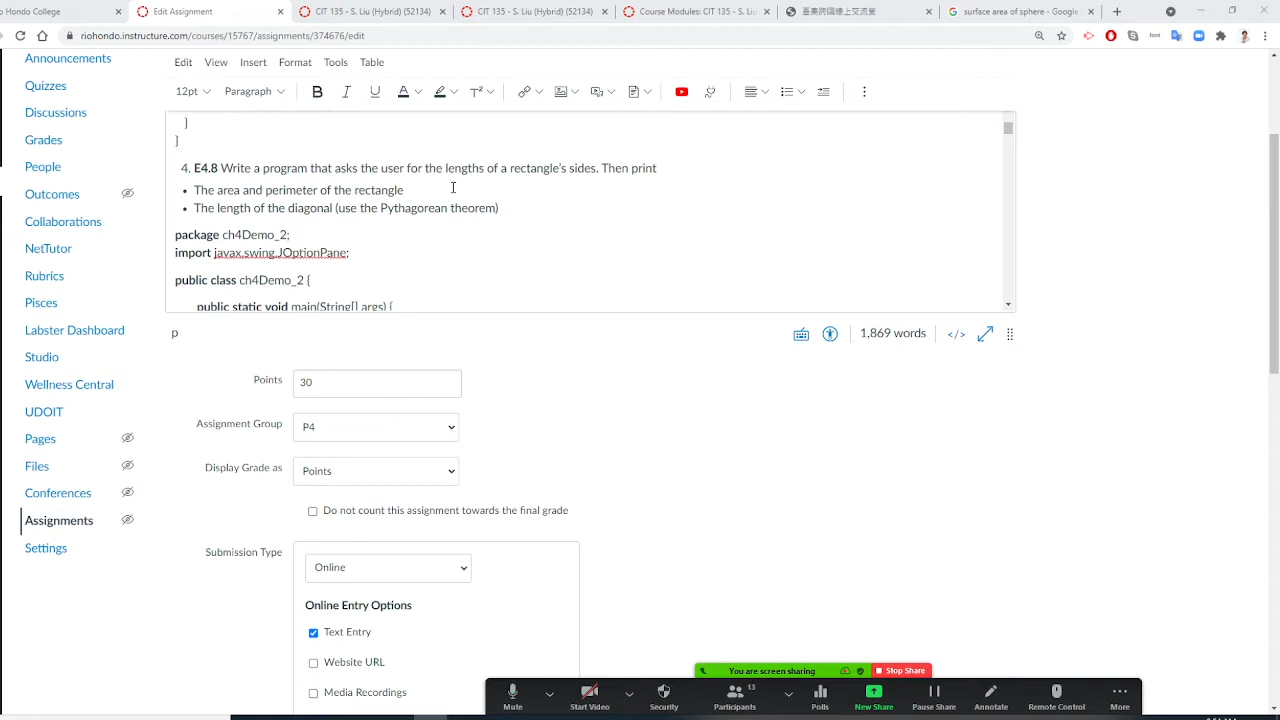 o Hondo College
Edit Assignment
CIT 135 - S. Liu (Hybrid) (52134)
CIT 135 - S. Liu (Hybrid) (52134)
Course Modules: CIT 135 - S. Li
臺美跨國線上交流營
surface area of sphere - Google
riohondo.instructure.com/courses/15767/assignments/374676/edit
Announcements
Quizzes
Discussions
Grades
People
Outcomes
Collaborations
NetTutor
Rubrics
Pisces
Labster Dashboard
Studio
Wellness Central
UDOIT
Pages
Files
Conferences
Assignments
Settings
Edit View Insert Format Tools Table
12pt Paragraph B I U A T²
}
}
4. E4.8 Write a program that asks the user for the lengths of a rectangle's sides. Then print
• The area and perimeter of the rectangle
• The length of the diagonal (use the Pythagorean theorem)
package ch4Demo_2;
import javax.swing.JOptionPane;
public class ch4Demo_2 {
public static void main(String[] args) {
p
1,869 words </>
Points 30
Assignment Group P4
Display Grade as Points
Do not count this assignment towards the final grade
Submission Type
Online
Online Entry Options
Text Entry
Website URL
Media Recordings
You are screen sharing Stop Share
Mute Start Video Security Participants 13 Polls New Share Pause Share Annotate Remote Control More